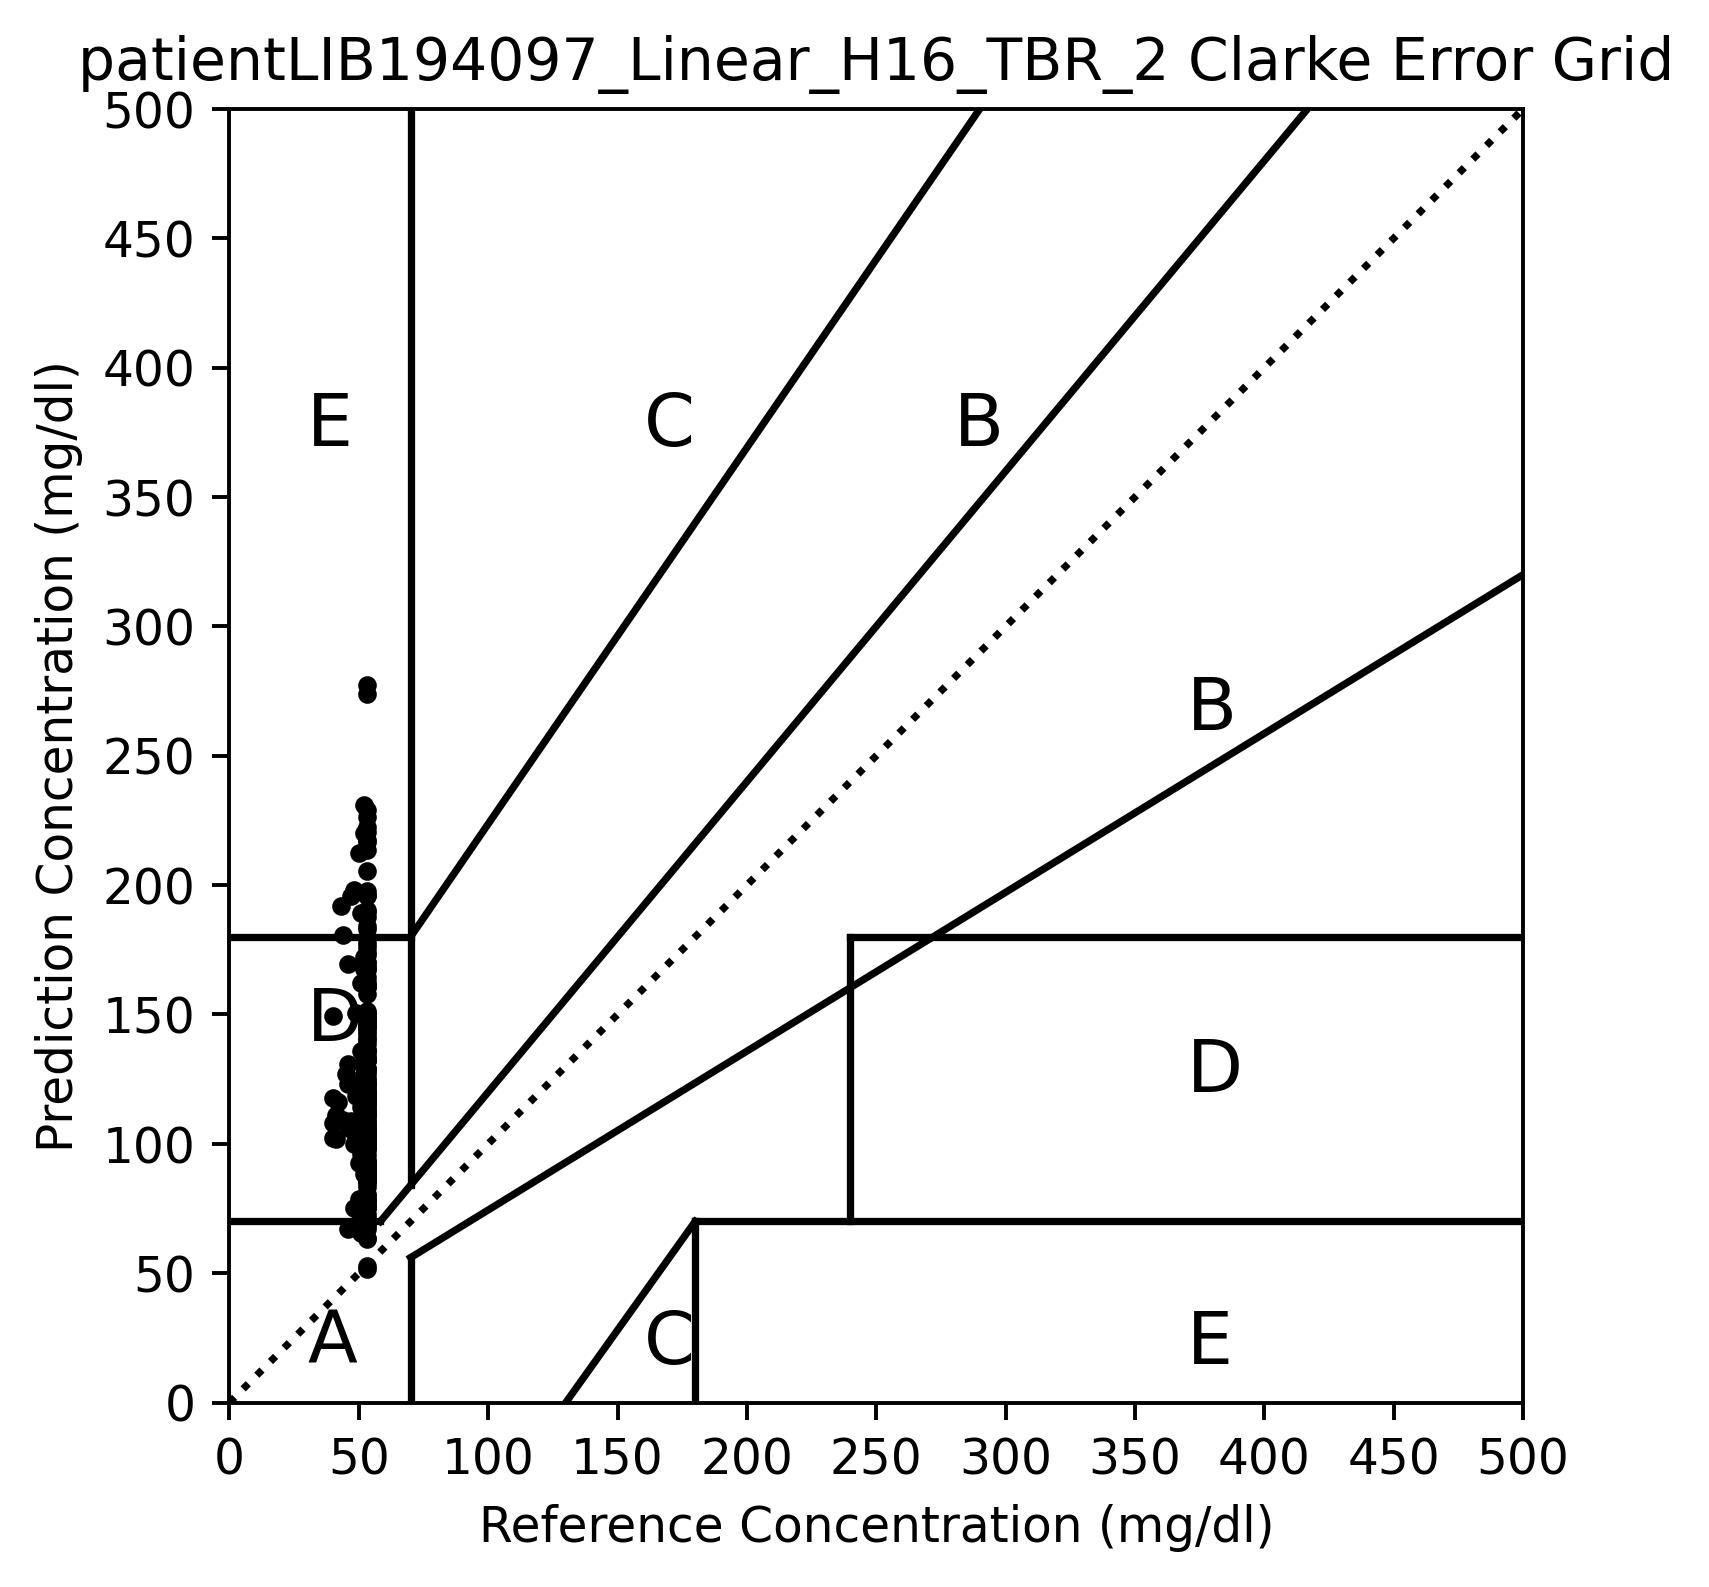 patientLIB194097_Linear_H16_TBR_2 Clarke Error Grid
500
450
400
350
300
250
200
150
100
50
0
Prediction Concentration (mg/dl)
E
C
B
B
D
D
A
C
E
0 50 100 150 200 250 300 350 400 450 500
Reference Concentration (mg/dl)